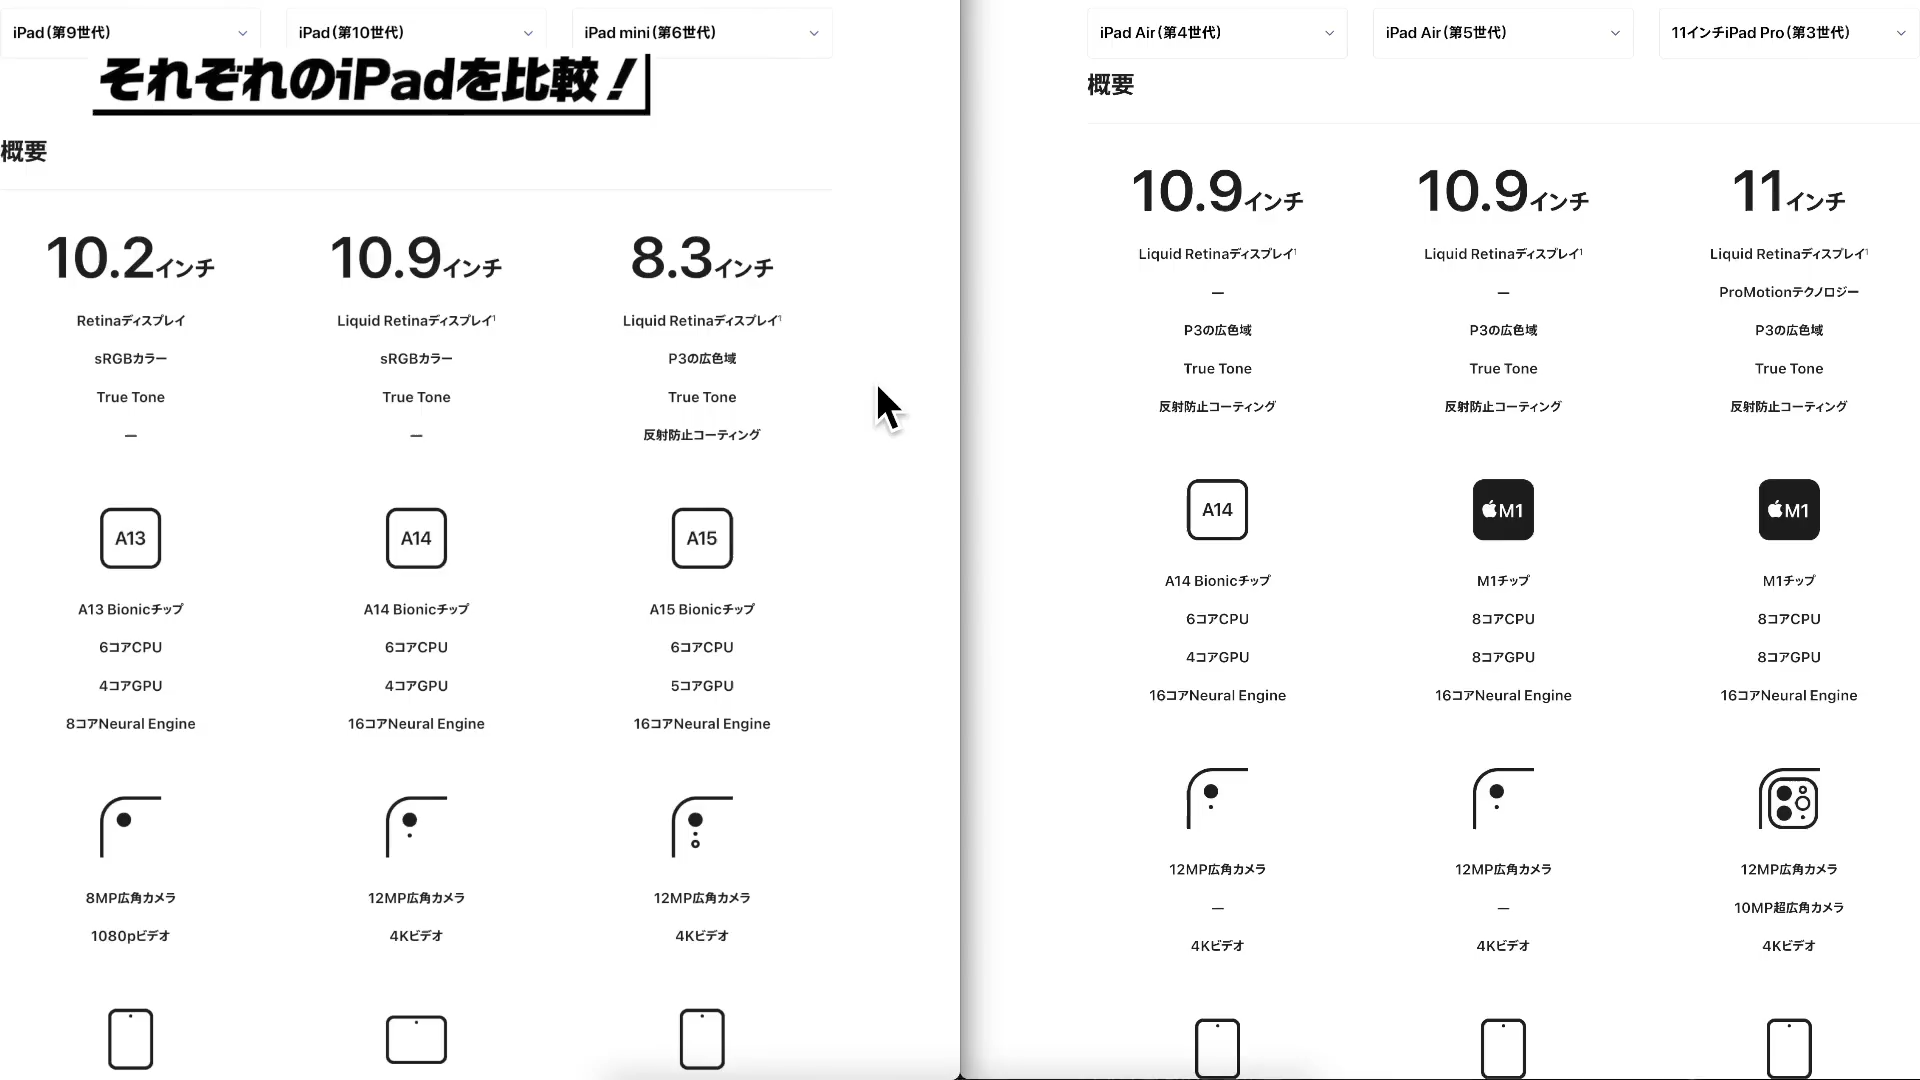 iPad（第9世代）
iPad（第10世代）
iPad mini（第6世代）
それぞれのiPadを比較！
概要
10.2インチ
10.9インチ
8.3インチ
Retinaディスプレイ
Liquid Retinaディスプレイ¹
Liquid Retinaディスプレイ¹
sRGBカラー
sRGBカラー
P3の広色域
True Tone
True Tone
True Tone
—
—
反射防止コーティング
A13
A14
A15
A13 Bionicチップ
A14 Bionicチップ
A15 Bionicチップ
6コアCPU
6コアCPU
6コアCPU
4コアGPU
4コアGPU
5コアGPU
8コアNeural Engine
16コアNeural Engine
16コアNeural Engine
8MP広角カメラ
12MP広角カメラ
12MP広角カメラ
1080pビデオ
4Kビデオ
4Kビデオ
iPad Air（第4世代）
iPad Air（第5世代）
11インチiPad Pro（第3世代）
概要
10.9インチ
10.9インチ
11インチ
Liquid Retinaディスプレイ¹
Liquid Retinaディスプレイ¹
Liquid Retinaディスプレイ¹
—
—
ProMotionテクノロジー
P3の広色域
P3の広色域
P3の広色域
True Tone
True Tone
True Tone
反射防止コーティング
反射防止コーティング
反射防止コーティング
A14
M1
M1
A14 Bionicチップ
M1チップ
M1チップ
6コアCPU
8コアCPU
8コアCPU
4コアGPU
8コアGPU
8コアGPU
16コアNeural Engine
16コアNeural Engine
16コアNeural Engine
12MP広角カメラ
12MP広角カメラ
12MP広角カメラ
—
—
10MP超広角カメラ
4Kビデオ
4Kビデオ
4Kビデオ